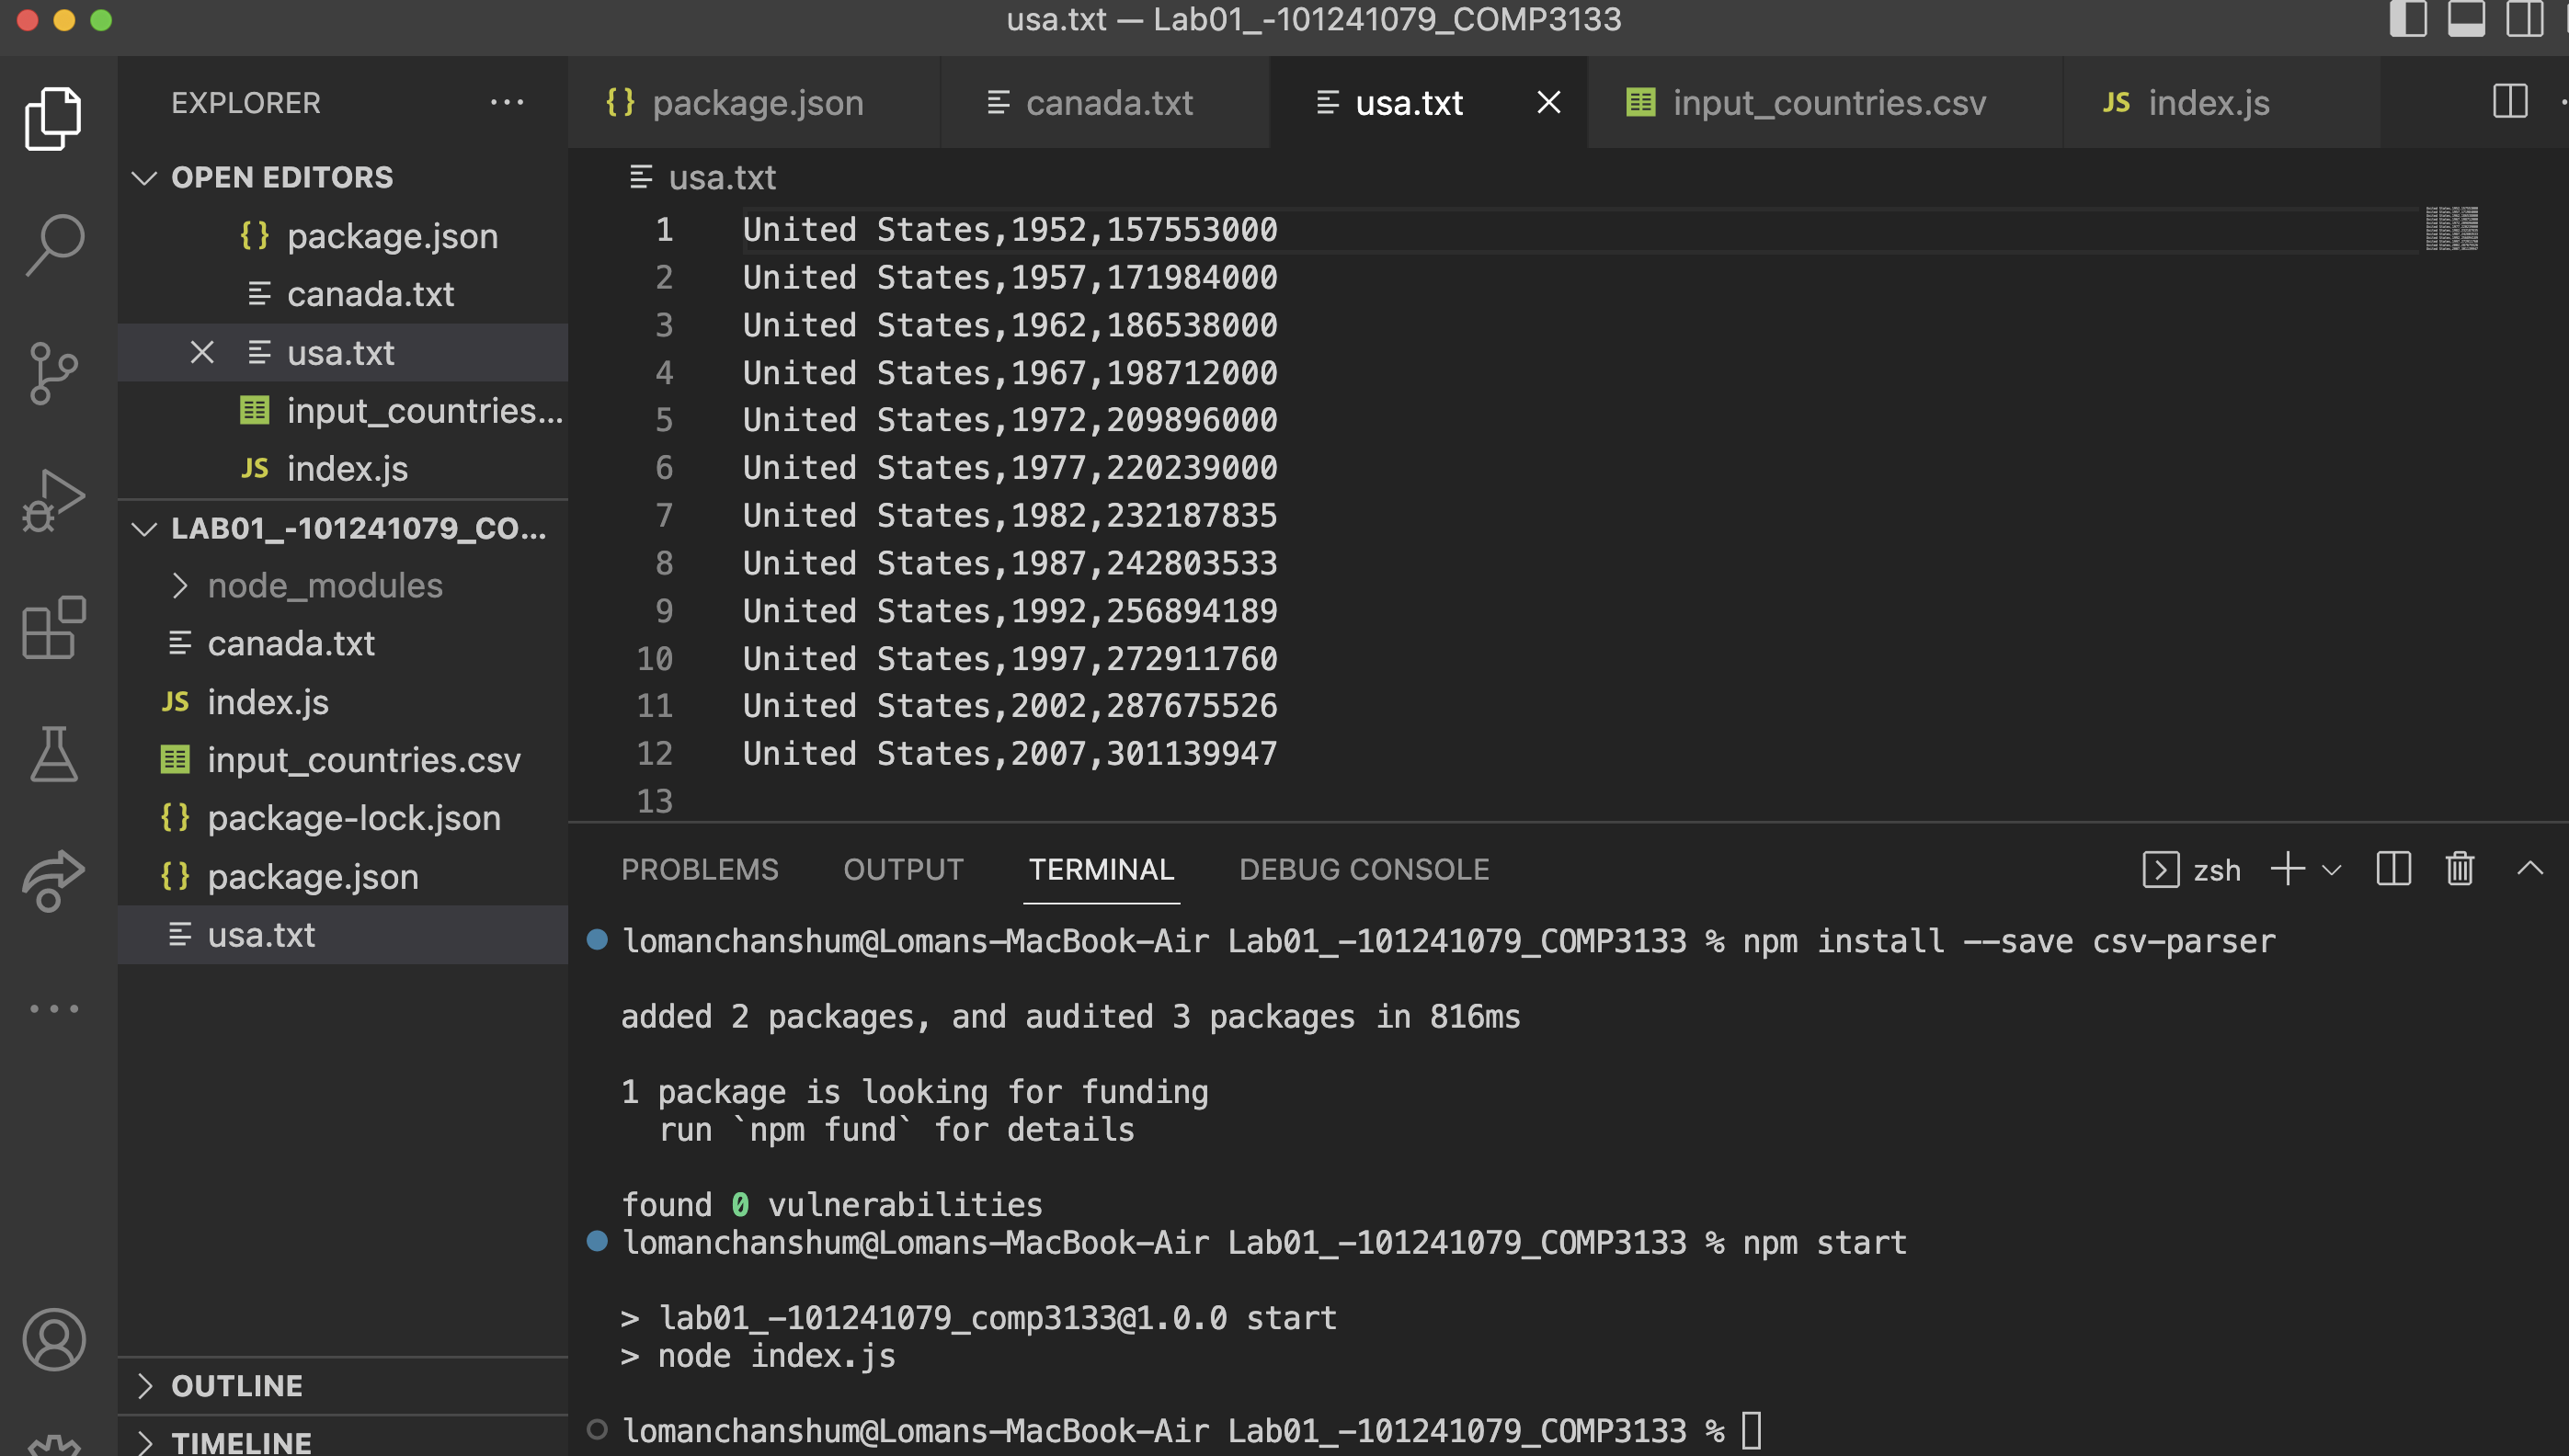 usa.txt — Lab01_-101241079_COMP3133
EXPLORER
OPEN EDITORS
package.json
canada.txt
usa.txt
input_countries...
JS index.js
LAB01_-101241079_CO...
node_modules
canada.txt
JS index.js
input_countries.csv
{} package-lock.json
{} package.json
usa.txt
OUTLINE
TIMELINE
{} package.json
canada.txt
usa.txt
input_countries.csv
JS index.js
usa.txt
1 United States,1952,157553000
2 United States,1957,171984000
3 United States,1962,186538000
4 United States,1967,198712000
5 United States,1972,209896000
6 United States,1977,220239000
7 United States,1982,232187835
8 United States,1987,242803533
9 United States,1992,256894189
10 United States,1997,272911760
11 United States,2002,287675526
12 United States,2007,301139947
13
PROBLEMS OUTPUT TERMINAL DEBUG CONSOLE
zsh
lomanchanshum@Lomans-MacBook-Air Lab01_-101241079_COMP3133 % npm install --save csv-parser
added 2 packages, and audited 3 packages in 816ms
1 package is looking for funding
run `npm fund` for details
found 0 vulnerabilities
lomanchanshum@Lomans-MacBook-Air Lab01_-101241079_COMP3133 % npm start
> lab01_-101241079_comp3133@1.0.0 start
> node index.js
lomanchanshum@Lomans-MacBook-Air Lab01_-101241079_COMP3133 %